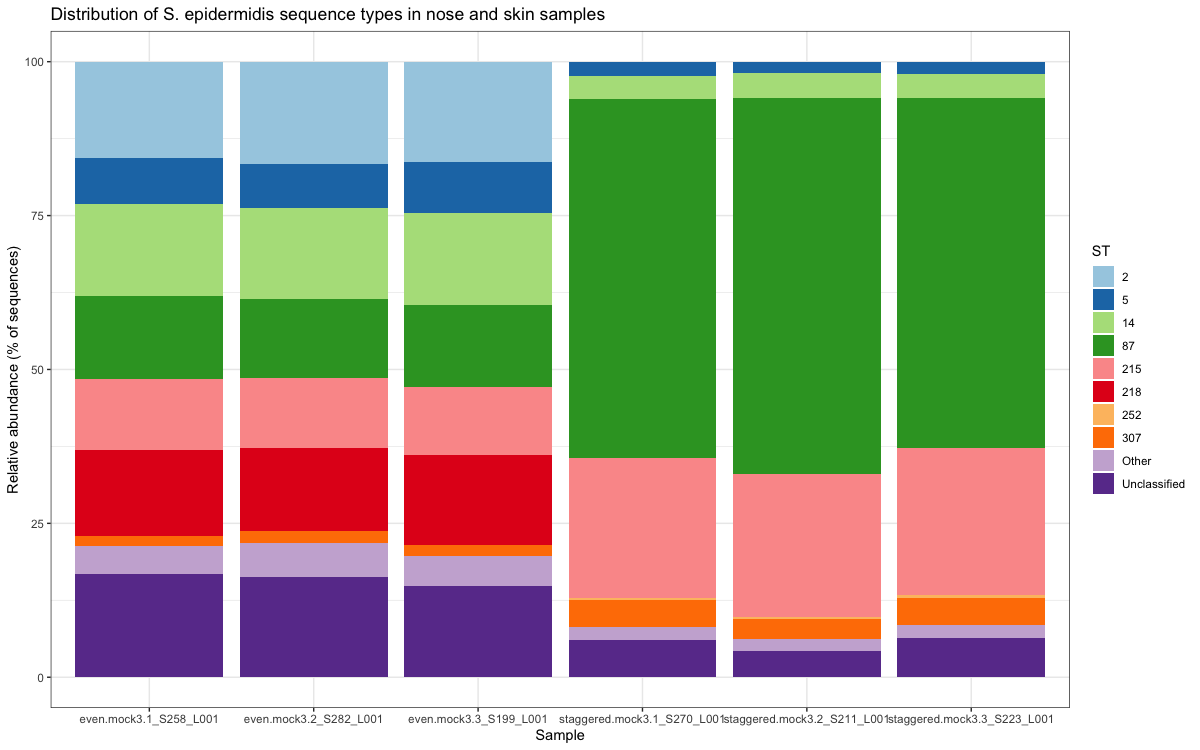 Distribution of S. epidermidis sequence types in nose and skin samples
Relative abundance (% of sequences)
100
75
50
25
0
even.mock3.1_S258_L001
even.mock3.2_S282_L001
even.mock3.3_S199_L001
staggered.mock3.1_S270_L001
staggered.mock3.2_S211_L001
staggered.mock3.3_S223_L001
Sample
ST
2
5
14
87
215
218
252
307
Other
Unclassified